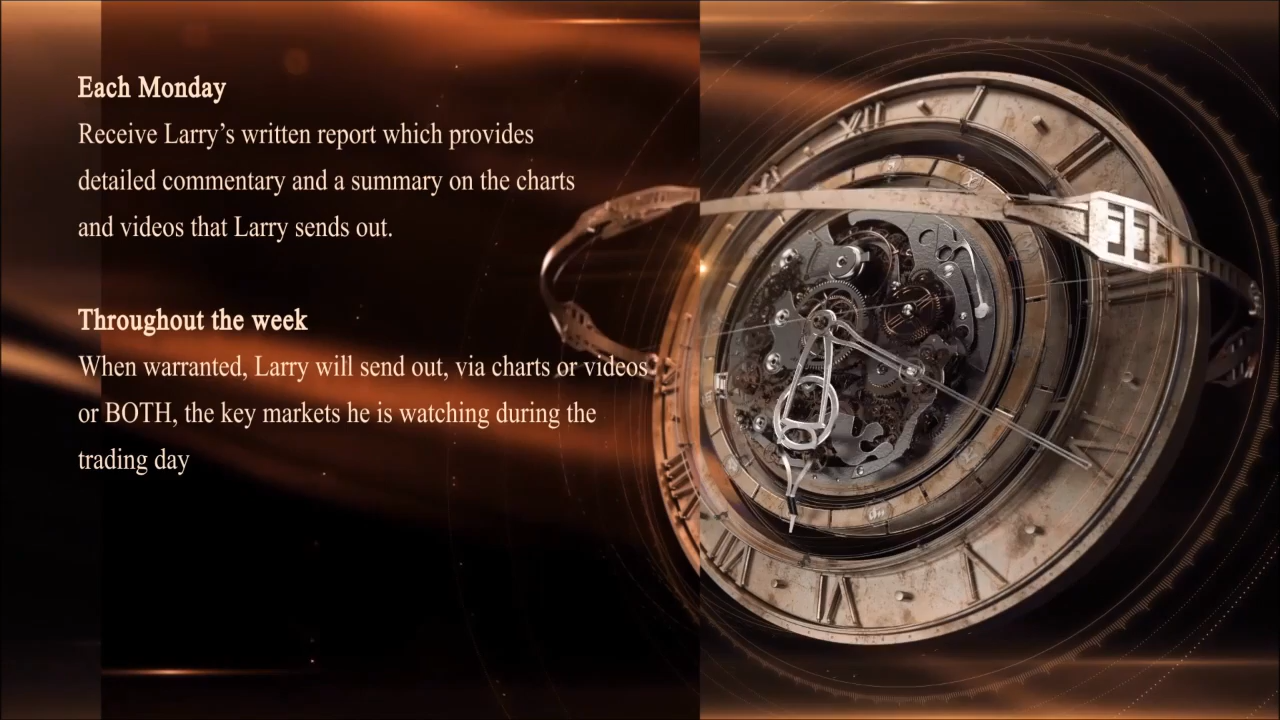 Each Monday
Receive Larry’s written report which provides
detailed commentary and a summary on the charts
and videos that Larry sends out.
Throughout the week
When warranted, Larry will send out, via charts or videos
or BOTH, the key markets he is watching during the
trading day
XII